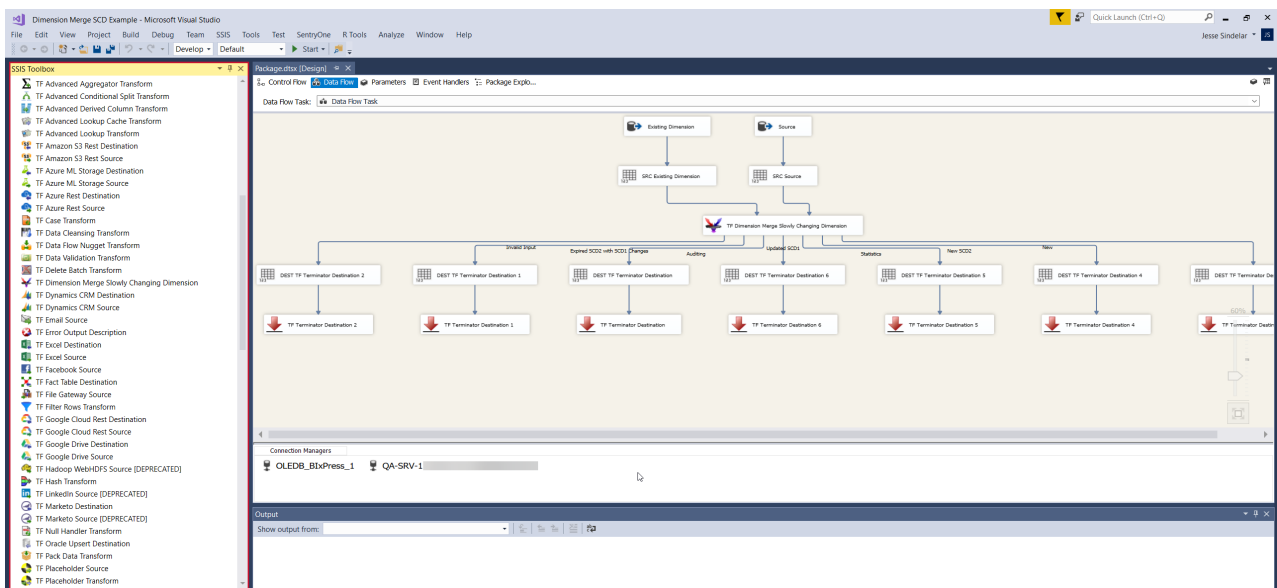 Dimension Merge SCD Example - Microsoft Visual Studio
Quick Launch (Ctrl+Q)
File Edit View Project Build Debug Team SSIS Tools Test SentryOne R Tools Analyze Window Help
Jesse Sindelar
JS
Develop Default Start
SSIS Toolbox
TF Advanced Aggregator Transform
TF Advanced Conditional Split Transform
TF Advanced Derived Column Transform
TF Advanced Lookup Cache Transform
TF Advanced Lookup Transform
TF Amazon S3 Rest Destination
TF Amazon S3 Rest Source
TF Azure ML Storage Destination
TF Azure ML Storage Source
TF Azure Rest Destination
TF Azure Rest Source
TF Case Transform
TF Data Cleansing Transform
TF Data Flow Nugget Transform
TF Data Validation Transform
TF Delete Batch Transform
TF Dimension Merge Slowly Changing Dimension
TF Dynamics CRM Destination
TF Dynamics CRM Source
TF Email Source
TF Error Output Description
TF Excel Destination
TF Excel Source
TF Facebook Source
TF Fact Table Destination
TF File Gateway Source
TF Filter Rows Transform
TF Google Cloud Rest Destination
TF Google Cloud Rest Source
TF Google Drive Destination
TF Google Drive Source
TF Hadoop WebHDFS Source [DEPRECATED]
TF Hash Transform
TF LinkedIn Source [DEPRECATED]
TF Marketo Destination
TF Marketo Source [DEPRECATED]
TF Null Handler Transform
TF Oracle Upsert Destination
TF Pack Data Transform
TF Placeholder Source
TF Placeholder Transform
Package.dtsx [Design]
Control Flow Data Flow Parameters Event Handlers Package Explo...
Data Flow Task: Data Flow Task
Existing Dimension
Source
SRC Existing Dimension
SRC Source
TF Dimension Merge Slowly Changing Dimension
Invalid Input
Expired SCD2 with SCD1 Changes
Auditing
Updated SCD1
Statistics
New SCD2
New
DEST TF Terminator Destination 2
DEST TF Terminator Destination 1
DEST TF Terminator Destination
DEST TF Terminator Destination 6
DEST TF Terminator Destination 5
DEST TF Terminator Destination 4
DEST TF Terminator De
TF Terminator Destination 2
TF Terminator Destination 1
TF Terminator Destination
TF Terminator Destination 6
TF Terminator Destination 5
TF Terminator Destination 4
TF Terminator Destin
60%
Connection Managers
OLEDB_BIxPress_1
QA-SRV-1
Output
Show output from: